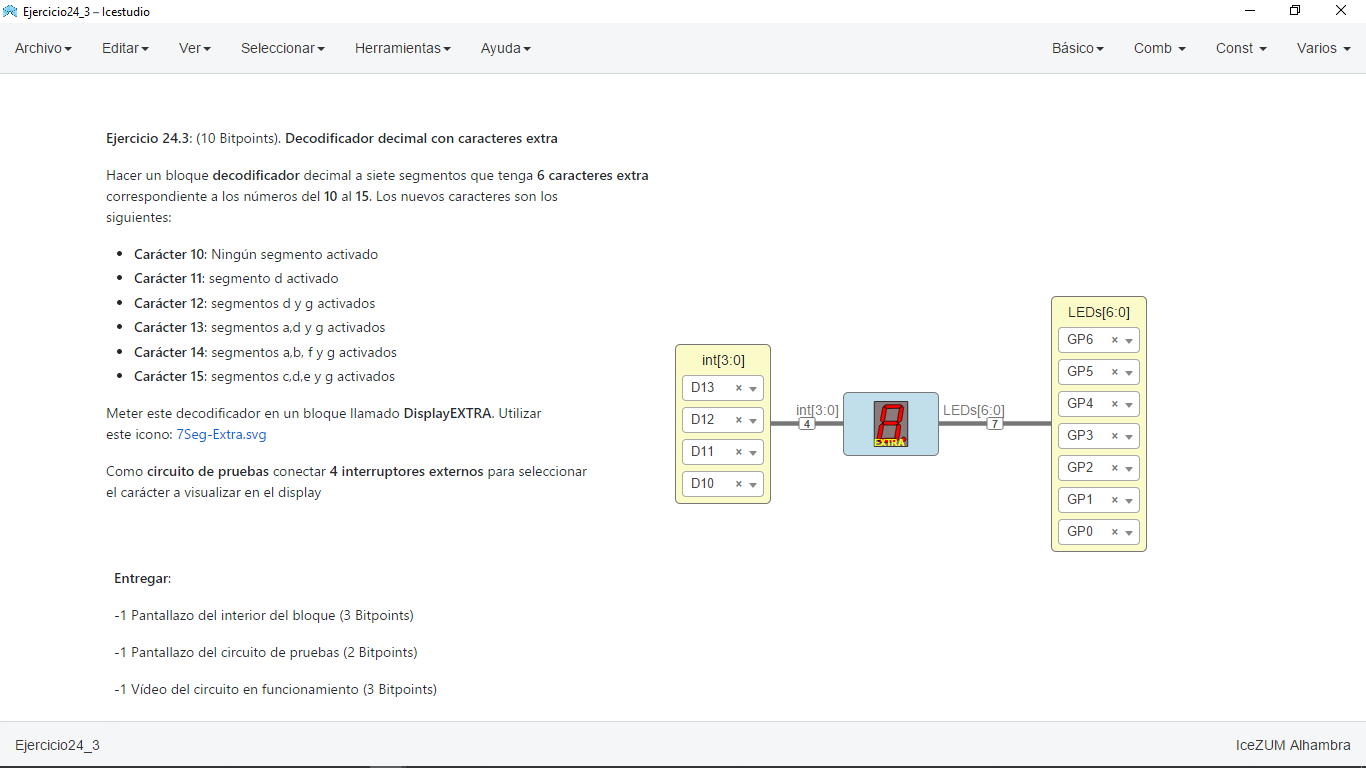 Ejercicio24_3 – Icestudio
Archivo Editar Ver Seleccionar Herramientas Ayuda Básico Comb Const Varios
Ejercicio 24.3: (10 Bitpoints). Decodificador decimal con caracteres extra
Hacer un bloque decodificador decimal a siete segmentos que tenga 6 caracteres extra
correspondiente a los números del 10 al 15. Los nuevos caracteres son los
siguientes:
• Carácter 10: Ningún segmento activado
• Carácter 11: segmento d activado
• Carácter 12: segmentos d y g activados
• Carácter 13: segmentos a,d y g activados
• Carácter 14: segmentos a,b, f y g activados
• Carácter 15: segmentos c,d,e y g activados
Meter este decodificador en un bloque llamado DisplayEXTRA. Utilizar
este icono: 7Seg-Extra.svg
Como circuito de pruebas conectar 4 interruptores externos para seleccionar
el carácter a visualizar en el display
Entregar:
-1 Pantallazo del interior del bloque (3 Bitpoints)
-1 Pantallazo del circuito de pruebas (2 Bitpoints)
-1 Vídeo del circuito en funcionamiento (3 Bitpoints)
int[3:0]
D13 ×
D12 ×
D11 ×
D10 ×
int[3:0]
4
EXTRA
LEDs[6:0]
7
LEDs[6:0]
GP6 ×
GP5 ×
GP4 ×
GP3 ×
GP2 ×
GP1 ×
GP0 ×
Ejercicio24_3
IceZUM Alhambra